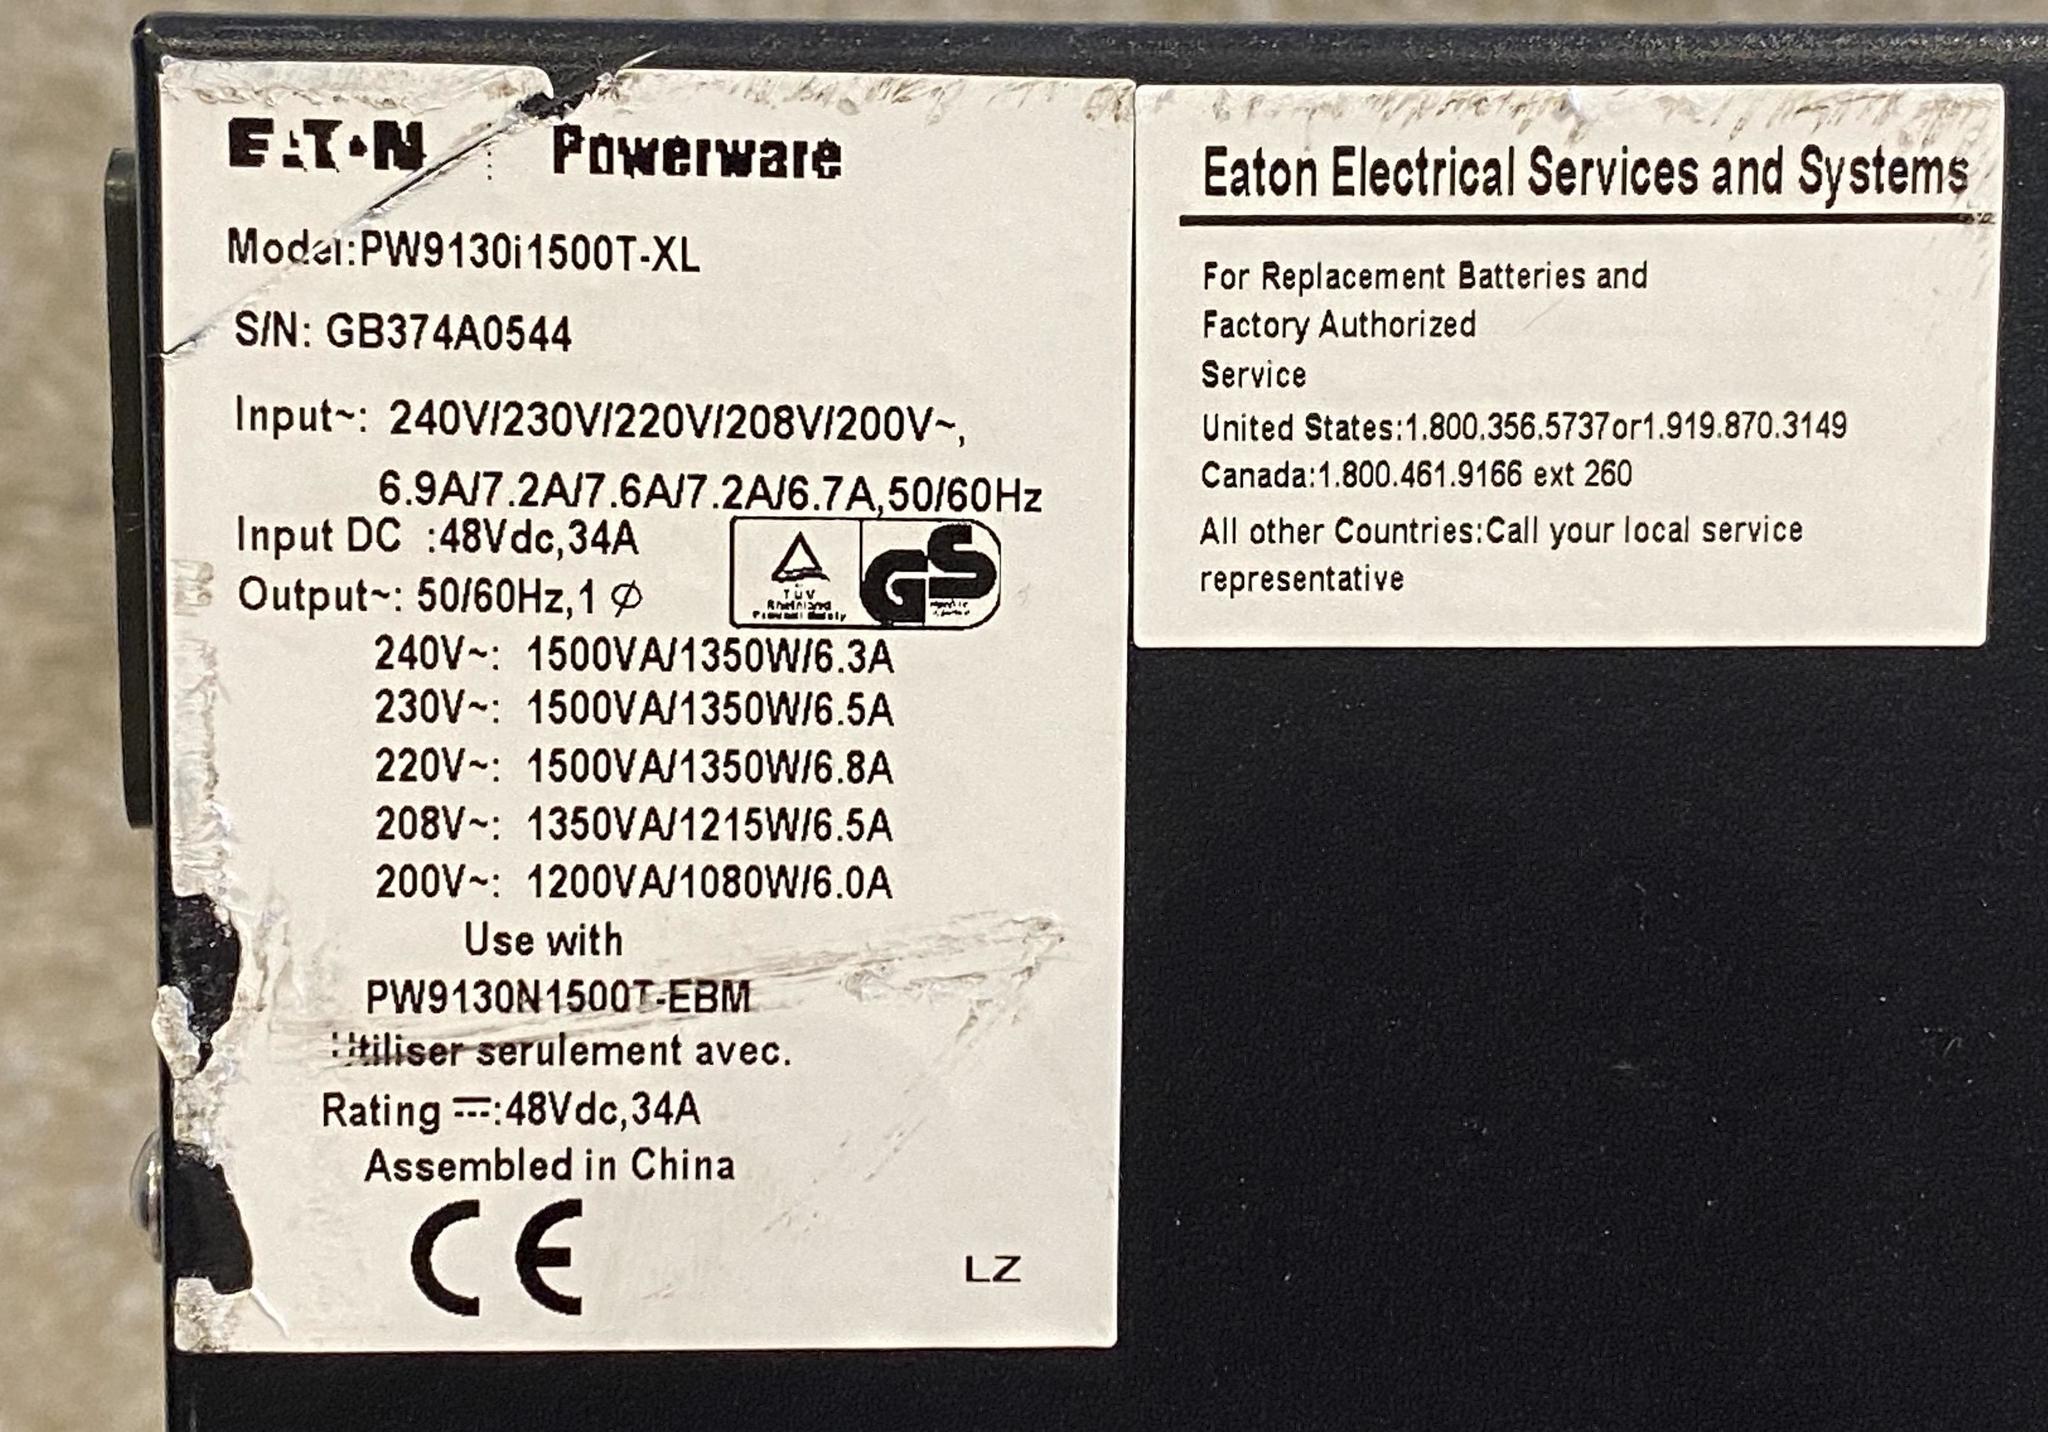 EATON Powerware
Model:PW9130i1500T-XL
S/N: GB374A0544
Input~: 240V/230V/220V/208V/200V~,
6.9A/7.2A/7.6A/7.2A/6.7A,50/60Hz
Input DC :48Vdc,34A
Output~: 50/60Hz,1 ∅
TÜV
Rheinland
Product Safety
GS
240V~: 1500VA/1350W/6.3A
230V~: 1500VA/1350W/6.5A
220V~: 1500VA/1350W/6.8A
208V~: 1350VA/1215W/6.5A
200V~: 1200VA/1080W/6.0A
Use with
PW9130N1500T-EBM
Utiliser serulement avec.
Rating ⎓:48Vdc,34A
Assembled in China
CE
LZ
Eaton Electrical Services and Systems
For Replacement Batteries and
Factory Authorized
Service
United States:1.800.356.5737or1.919.870.3149
Canada:1.800.461.9166 ext 260
All other Countries:Call your local service
representative